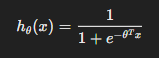 h_θ(x) = 1 / (1 + e^{-θ^T x})